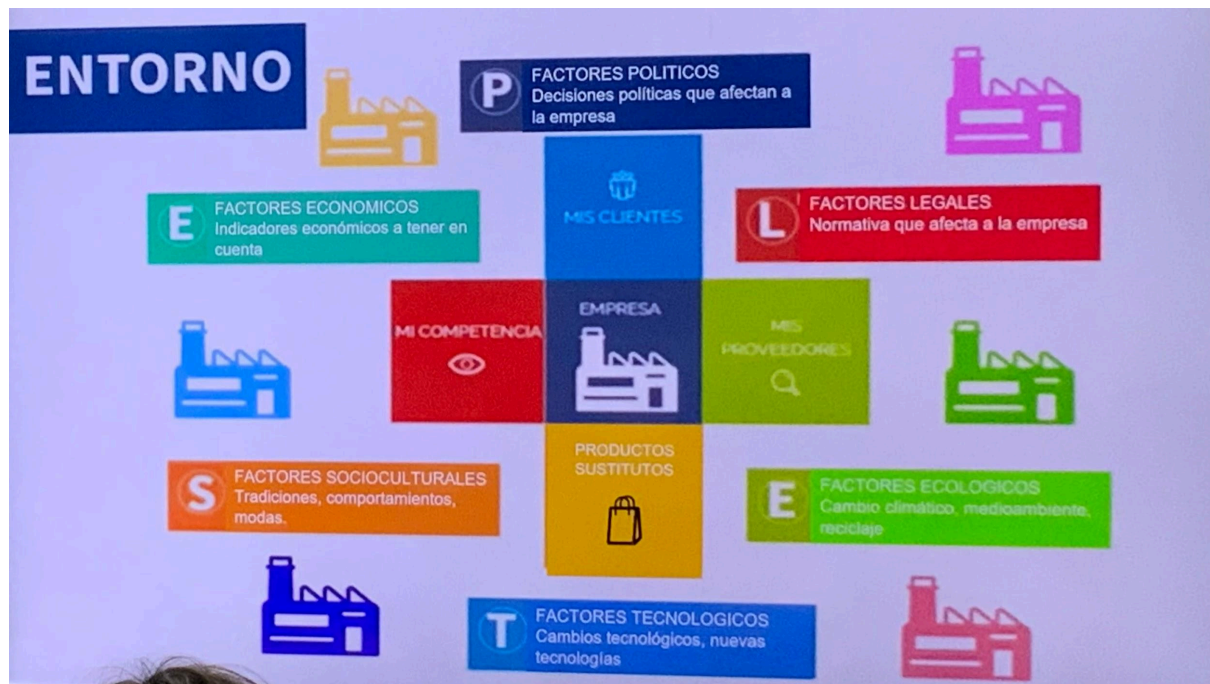 ENTORNO
P
FACTORES POLITICOS
Decisiones políticas que afectan a
la empresa
E
FACTORES ECONOMICOS
Indicadores económicos a tener en
cuenta
MIS CLIENTES
L
FACTORES LEGALES
Normativa que afecta a la empresa
MI COMPETENCIA
EMPRESA
MIS
PROVEEDORES
S
FACTORES SOCIOCULTURALES
Tradiciones, comportamientos,
modas.
PRODUCTOS
SUSTITUTOS
E
FACTORES ECOLOGICOS
Cambio climático, medioambiente,
reciclaje
T
FACTORES TECNOLOGICOS
Cambios tecnológicos, nuevas
tecnologías